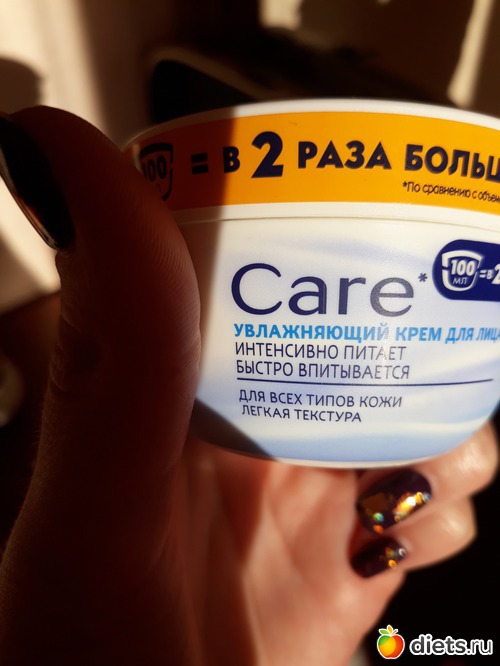 100 = В 2 РАЗА БОЛЬШ
*По сравнению с объем
Care*
100 МЛ = В 2
УВЛАЖНЯЮЩИЙ КРЕМ ДЛЯ ЛИЦА
ИНТЕНСИВНО ПИТАЕТ
БЫСТРО ВПИТЫВАЕТСЯ
ДЛЯ ВСЕХ ТИПОВ КОЖИ
ЛЕГКАЯ ТЕКСТУРА
diets.ru